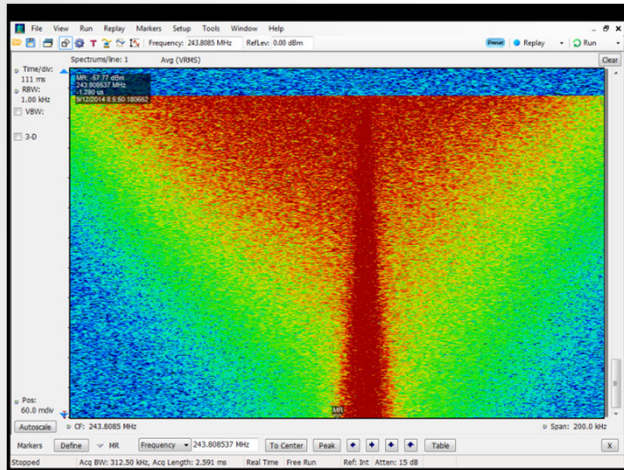 File View Run Replay Markers Setup Tools Window Help
Frequency: 243.8085 MHz RefLev: 0.00 dBm Preset Replay Run
Spectrums/line: 1 Avg (VRMS) Clear
Time/div:
111 ms
RBW:
1.00 kHz
VBW:
3-D
MR: -57.77 dBm
243.808537 MHz
-1.280 us
Pos:
60.0 mdiv
MR
Autoscale CF: 243.8085 MHz Span: 200.0 kHz
Markers Define MR Frequency 243.808537 MHz To Center Peak Table X
Stopped Acq BW: 312.50 kHz, Acq Length: 2.591 ms Real Time Free Run Ref: Int Atten: 15 dB